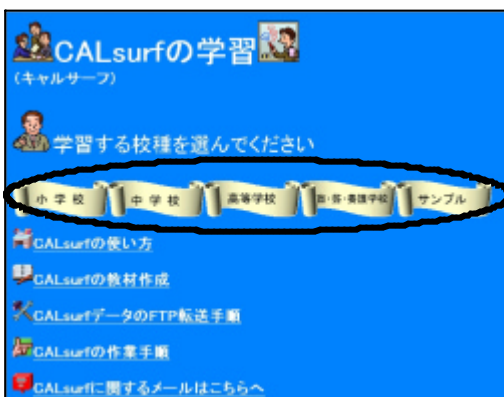 CALsurfの学習
(キャルサーフ)
学習する校種を選んでください
小学校 中学校 高等学校 盲・聾・養護学校 サンプル
CALsurfの使い方
CALsurfの教材作成
CALsurfデータのFTP転送手順
CALsurfの作業手順
CALsurfに関するメールはこちらへ